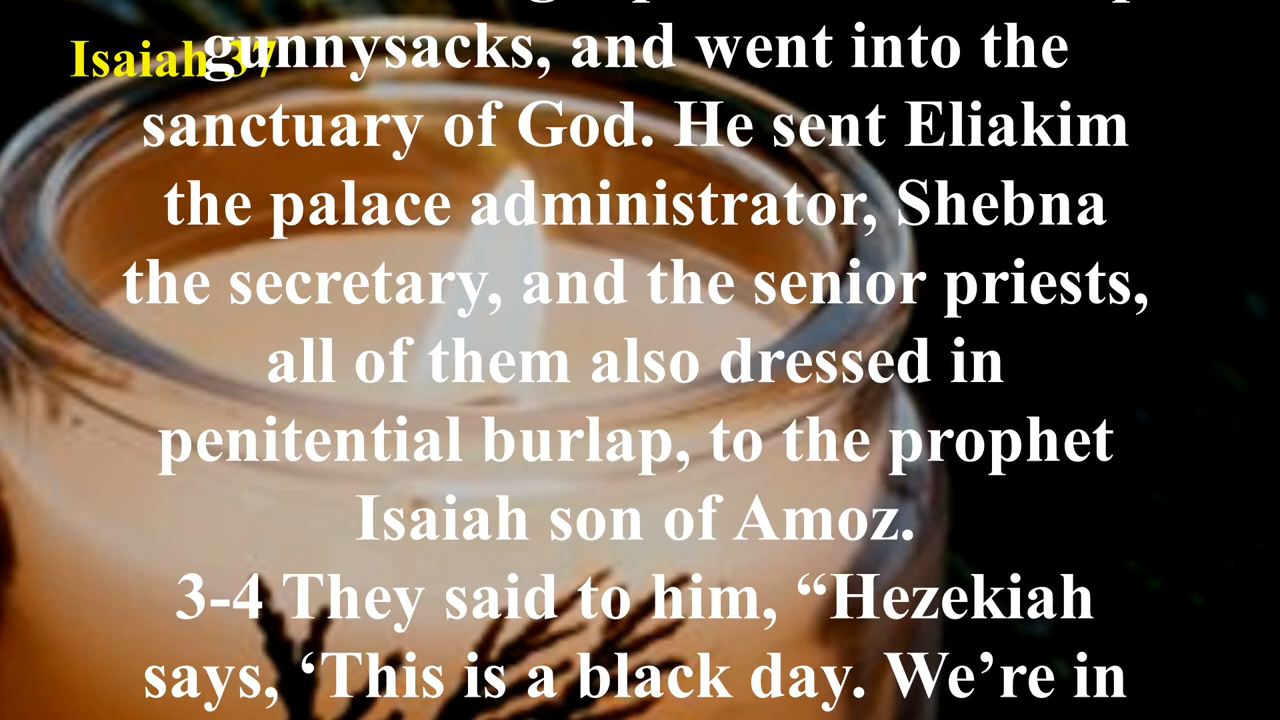 Isaiah 37
gunnysacks, and went into the
sanctuary of God. He sent Eliakim
the palace administrator, Shebna
the secretary, and the senior priests,
all of them also dressed in
penitential burlap, to the prophet
Isaiah son of Amoz.
3-4 They said to him, “Hezekiah
says, ‘This is a black day. We’re in